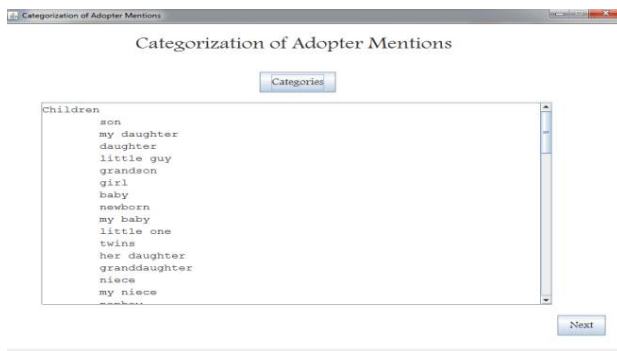 Categorization of Adopter Mentions
Categorization of Adopter Mentions
Categories
Children
son
my daughter
daughter
little guy
grandson
girl
baby
newborn
my baby
little one
twins
her daughter
granddaughter
niece
my niece
Next